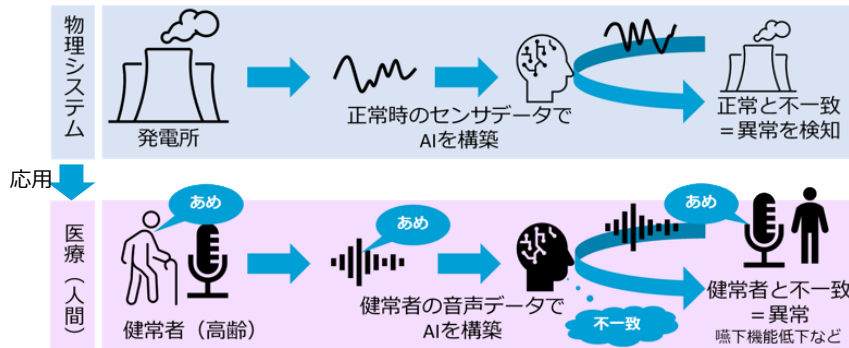 物理システム
発電所
正常時のセンサデータで
AIを構築
正常と不一致
＝異常を検知
応用
医療（人間）
あめ
健常者（高齢）
あめ
健常者の音声データで
AIを構築
不一致
あめ
健常者と不一致
＝異常
嚥下機能低下など